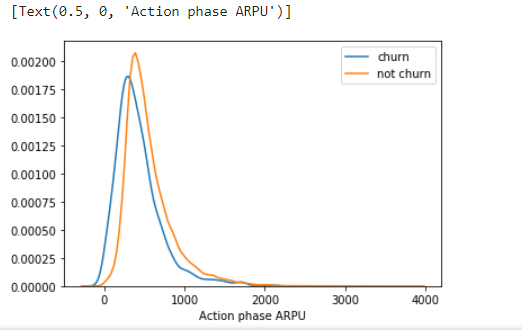 [Text(0.5, 0, 'Action phase ARPU')]
churn
not churn
0.00200
0.00175
0.00150
0.00125
0.00100
0.00075
0.00050
0.00025
0.00000
0 1000 2000 3000 4000
Action phase ARPU